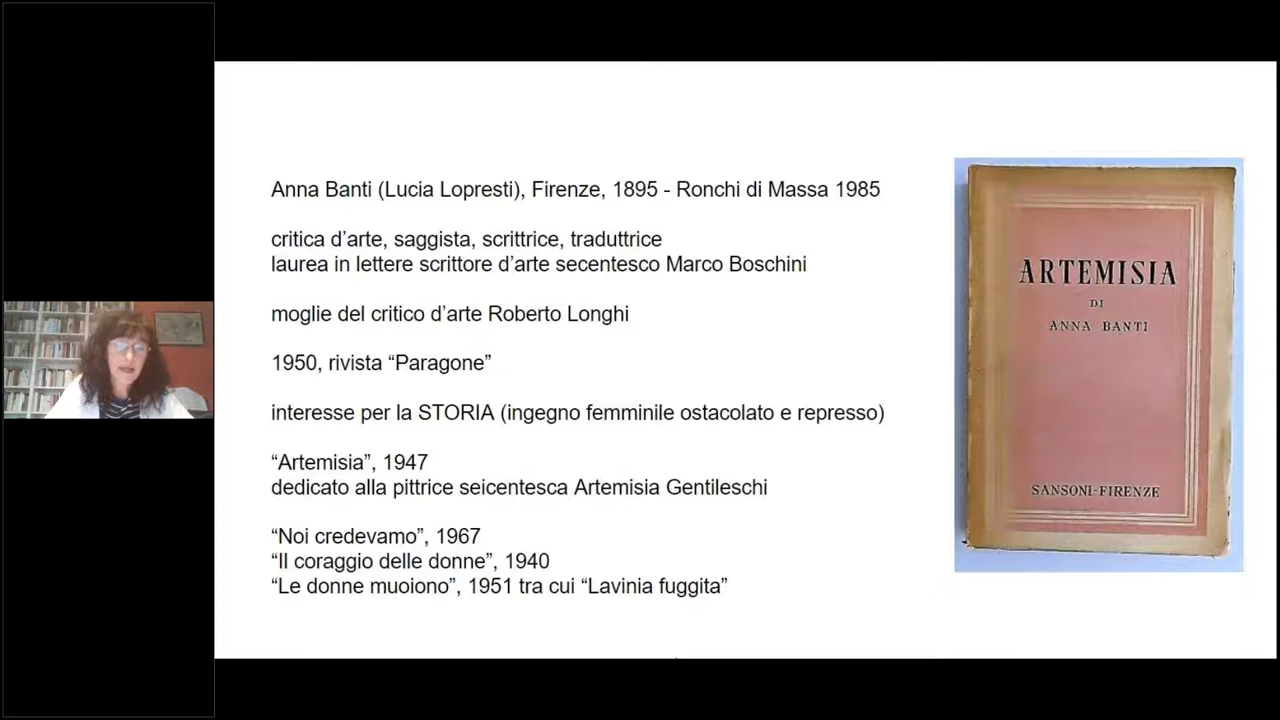 Anna Banti (Lucia Lopresti), Firenze, 1895 - Ronchi di Massa 1985
critica d’arte, saggista, scrittrice, traduttrice
laurea in lettere scrittore d’arte secentesco Marco Boschini
moglie del critico d’arte Roberto Longhi
1950, rivista “Paragone”
interesse per la STORIA (ingegno femminile ostacolato e represso)
“Artemisia”, 1947
dedicato alla pittrice seicentesca Artemisia Gentileschi
“Noi credevamo”, 1967
“Il coraggio delle donne”, 1940
“Le donne muoiono”, 1951 tra cui “Lavinia fuggita”
ARTEMISIA
DI
ANNA BANTI
SANSONI-FIRENZE